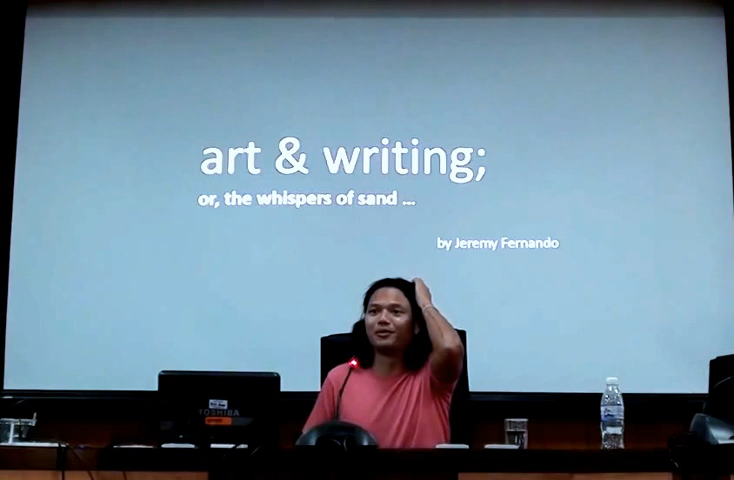 art & writing;
or, the whispers of sand ...
by Jeremy Fernando
TOSHIBA